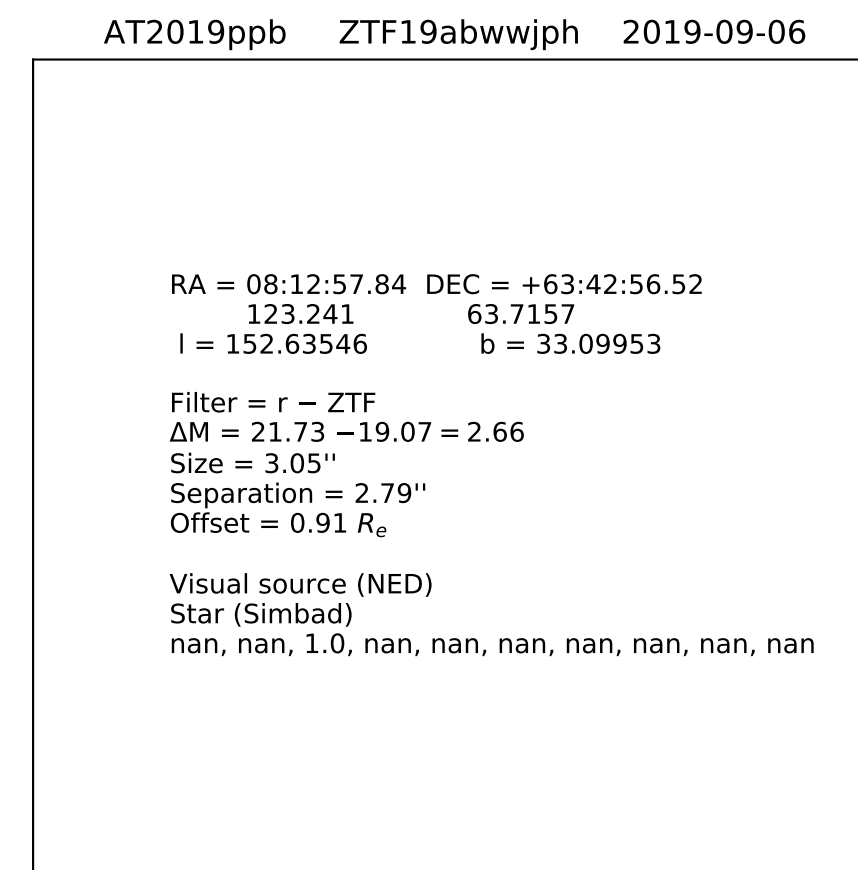 AT2019ppb ZTF19abwwjph 2019-09-06
RA = 08:12:57.84 DEC = +63:42:56.52
123.241 63.7157
l = 152.63546 b = 33.09953
Filter = r − ZTF
ΔM = 21.73 −19.07 = 2.66
Size = 3.05''
Separation = 2.79''
Offset = 0.91 Rₑ
Visual source (NED)
Star (Simbad)
nan, nan, 1.0, nan, nan, nan, nan, nan, nan, nan